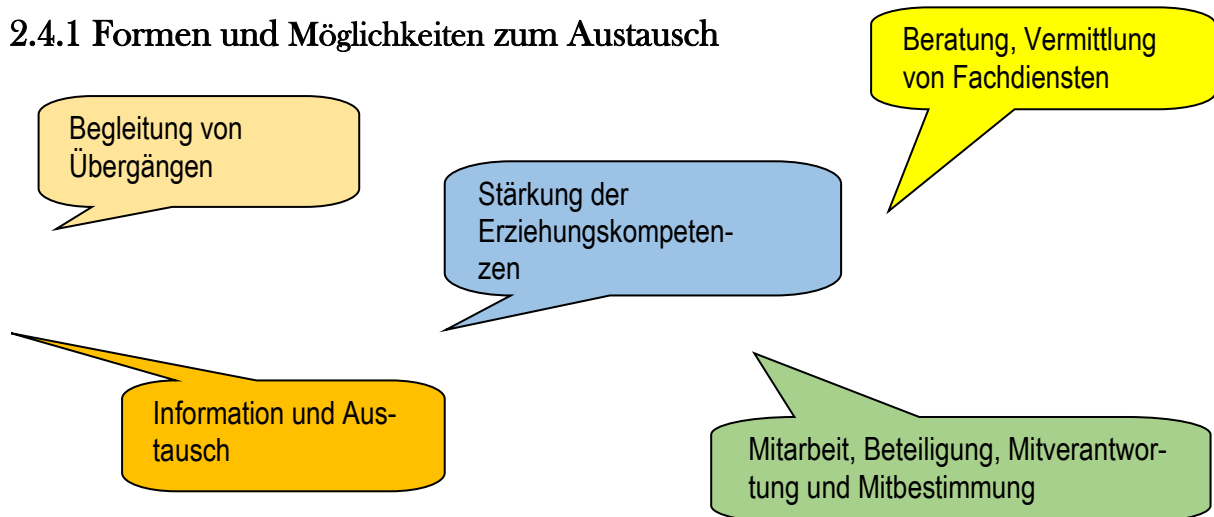 2.4.1 Formen und Möglichkeiten zum Austausch
Beratung, Vermittlung
von Fachdiensten
Begleitung von
Übergängen
Stärkung der
Erziehungskompeten-
zen
Information und Aus-
tausch
Mitarbeit, Beteiligung, Mitverantwor-
tung und Mitbestimmung